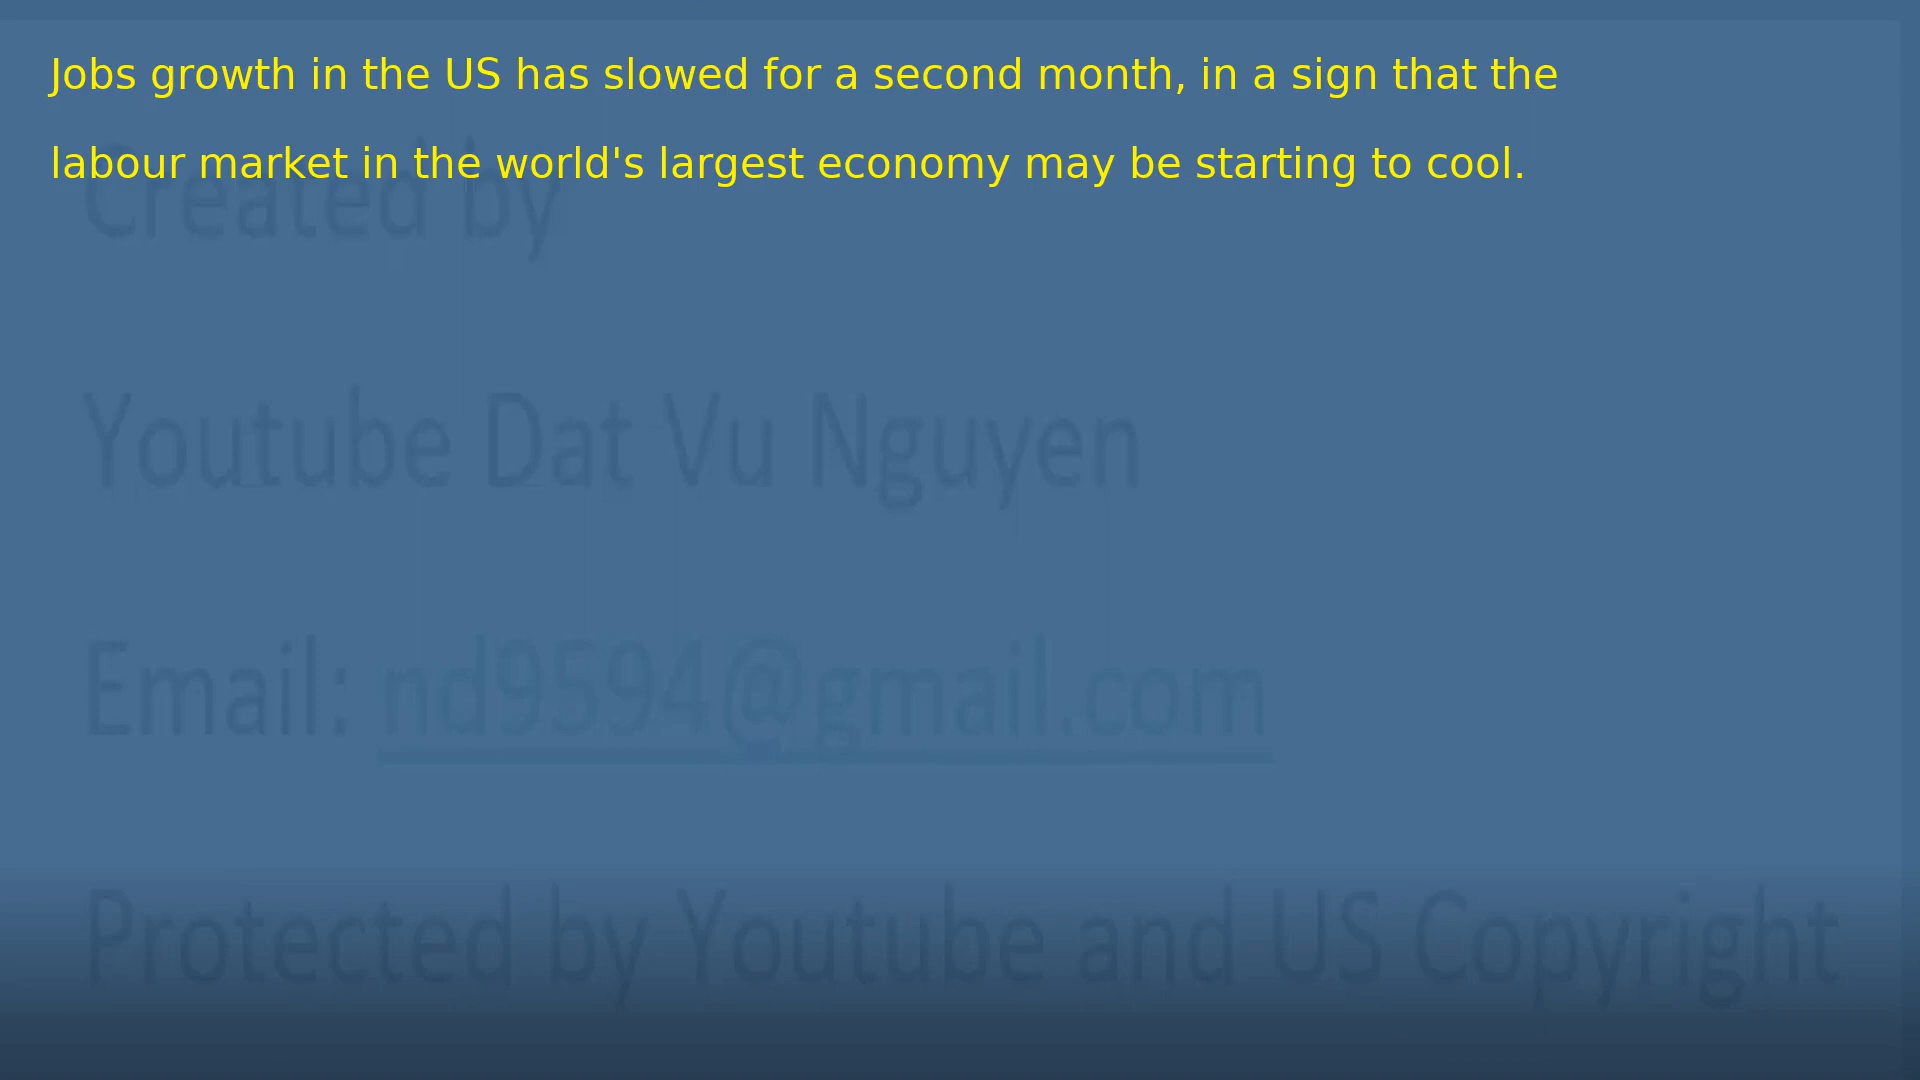 Jobs growth in the US has slowed for a second month, in a sign that the
labour market in the world's largest economy may be starting to cool.
Created by
Youtube Dat Vu Nguyen
Email: nd9594@gmail.com
Protected by Youtube and US Copyright